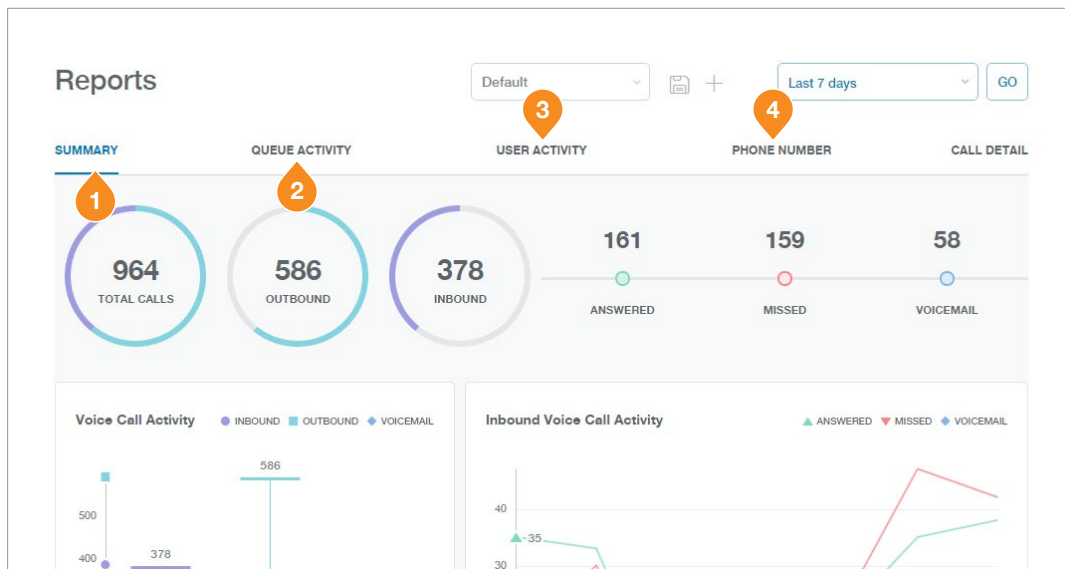 Reports
Default
Last 7 days
GO
3
4
SUMMARY
QUEUE ACTIVITY
USER ACTIVITY
PHONE NUMBER
CALL DETAIL
1
2
964
TOTAL CALLS
586
OUTBOUND
378
INBOUND
161
ANSWERED
159
MISSED
58
VOICEMAIL
Voice Call Activity
INBOUND
OUTBOUND
VOICEMAIL
586
500
400
378
Inbound Voice Call Activity
ANSWERED
MISSED
VOICEMAIL
40
35
30